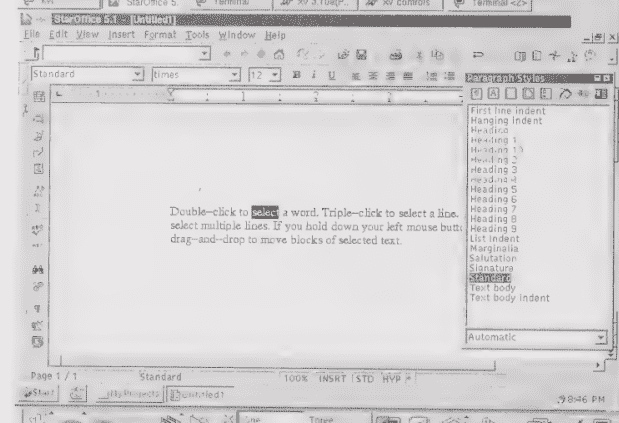 StarOffice 5.
Terminal
XV controls
Terminal <2>
StarOffice 5.1 [Untitled1]
File Edit View Insert Format Tools Window Help
Standard
times
12
B i U
Paragraph Styles
First line indent
Hanging indent
Heading
Heading 1
Heading 10
Heading 2
Heading 3
Heading 4
Heading 5
Heading 6
Heading 7
Heading 8
Heading 9
List Indent
Marginalia
Salutation
Signature
Standard
Text body
Text body indent
Automatic
Double–click to select a word. Triple–click to select a line.
select multiple lines. If you hold down your left mouse butto
drag–and–drop to move blocks of selected text.
Page 1 / 1
Standard
100% INSRT STD HYP *
Start
MyProjects
Untitled1
8:46 PM